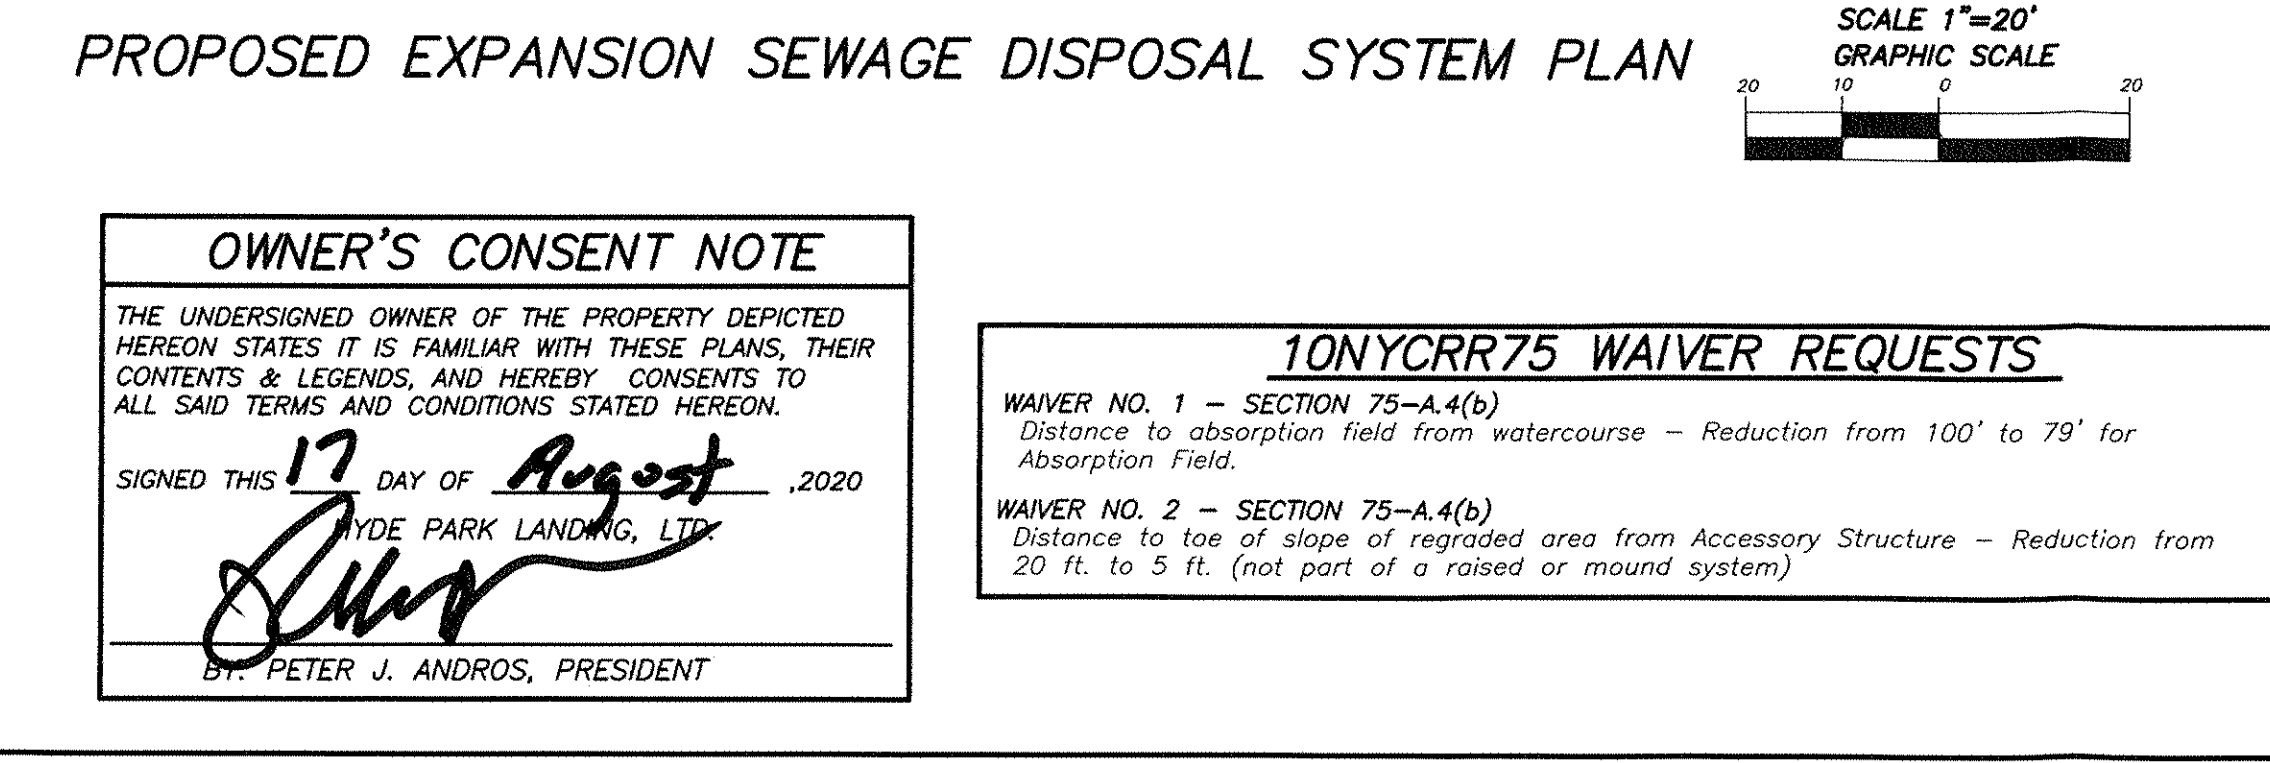 PROPOSED EXPANSION SEWAGE DISPOSAL SYSTEM PLAN
SCALE 1"=20'
GRAPHIC SCALE
20 10 0 20
OWNER'S CONSENT NOTE
THE UNDERSIGNED OWNER OF THE PROPERTY DEPICTED
HEREON STATES IT IS FAMILIAR WITH THESE PLANS, THEIR
CONTENTS & LEGENDS, AND HEREBY CONSENTS TO
ALL SAID TERMS AND CONDITIONS STATED HEREON.
SIGNED THIS 17 DAY OF August ,2020
HYDE PARK LANDING, LTD.
BY: PETER J. ANDROS, PRESIDENT
10NYCRR75 WAIVER REQUESTS
WAIVER NO. 1 – SECTION 75–A.4(b)
Distance to absorption field from watercourse – Reduction from 100' to 79' for
Absorption Field.
WAIVER NO. 2 – SECTION 75–A.4(b)
Distance to toe of slope of regraded area from Accessory Structure – Reduction from
20 ft. to 5 ft. (not part of a raised or mound system)